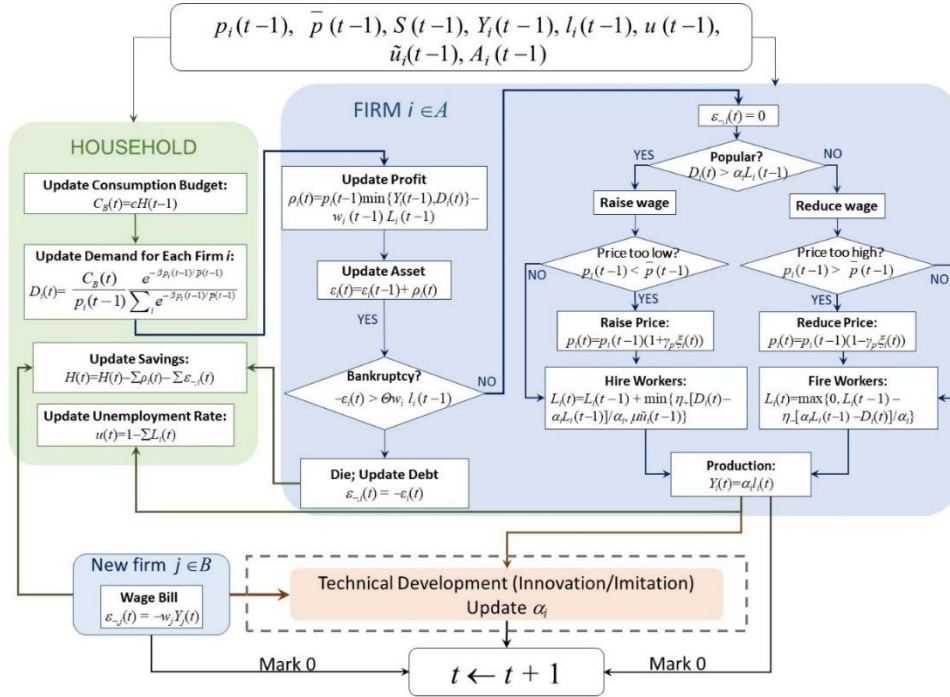 p_i(t−1), p̅(t−1), S(t−1), Y_i(t−1), l_i(t−1), u(t−1),
ũ_i(t−1), A_i(t−1)
HOUSEHOLD
Update Consumption Budget:
C_B(t)=cH(t−1)
Update Demand for Each Firm i:
D_i(t)= C_B(t) / p_i(t−1) e^{−βp_i(t−1)/p̅(t−1)} / ∑_i e^{−βp_i(t−1)/p̅(t−1)}
Update Savings:
H(t)=H(t)−∑ρ_i(t)−∑ε_{−,i}(t)
Update Unemployment Rate:
u(t)=1−∑L_i(t)
FIRM i ∈ A
Update Profit
ρ_i(t)=p_i(t−1)min{Y_i(t−1),D_i(t)}−
w_i (t−1) L_i (t−1)
Update Asset
ε_i(t)=ε_i(t−1)+ ρ_i(t)
YES
Bankruptcy?
−ε_i(t) > Θw_i l_i(t−1)
NO
Die; Update Debt
ε_{−,i}(t) = −ε_i(t)
ε_{−,i}(t) = 0
Popular?
D_i(t) > α_i L_i (t−1)
YES
NO
Raise wage
Reduce wage
Price too low?
p_i(t−1) < p̅(t−1)
NO
Price too high?
p_i(t−1) > p̅(t−1)
NO
YES
YES
Raise Price:
p_i(t)=p_i(t−1)(1+γ_pξ_i(t))
Reduce Price:
p_i(t)=p_i(t−1)(1−γ_pξ_i(t))
Hire Workers:
L_i(t)=L_i(t−1) + min{η_+[D_i(t)−
α_iL_i(t−1)]/α_i, μũ_i(t−1)}
Fire Workers:
L_i(t)=max{0, L_i(t−1) −
η_−[α_iL_i(t−1) −D_i(t)]/α_i}
Production:
Y_i(t)=α_il_i(t)
New firm j ∈ B
Wage Bill
ε_{−,j}(t) = −w_jY_j(t)
Technical Development (Innovation/Imitation)
Update α_i
Mark 0
Mark 0
t ← t + 1